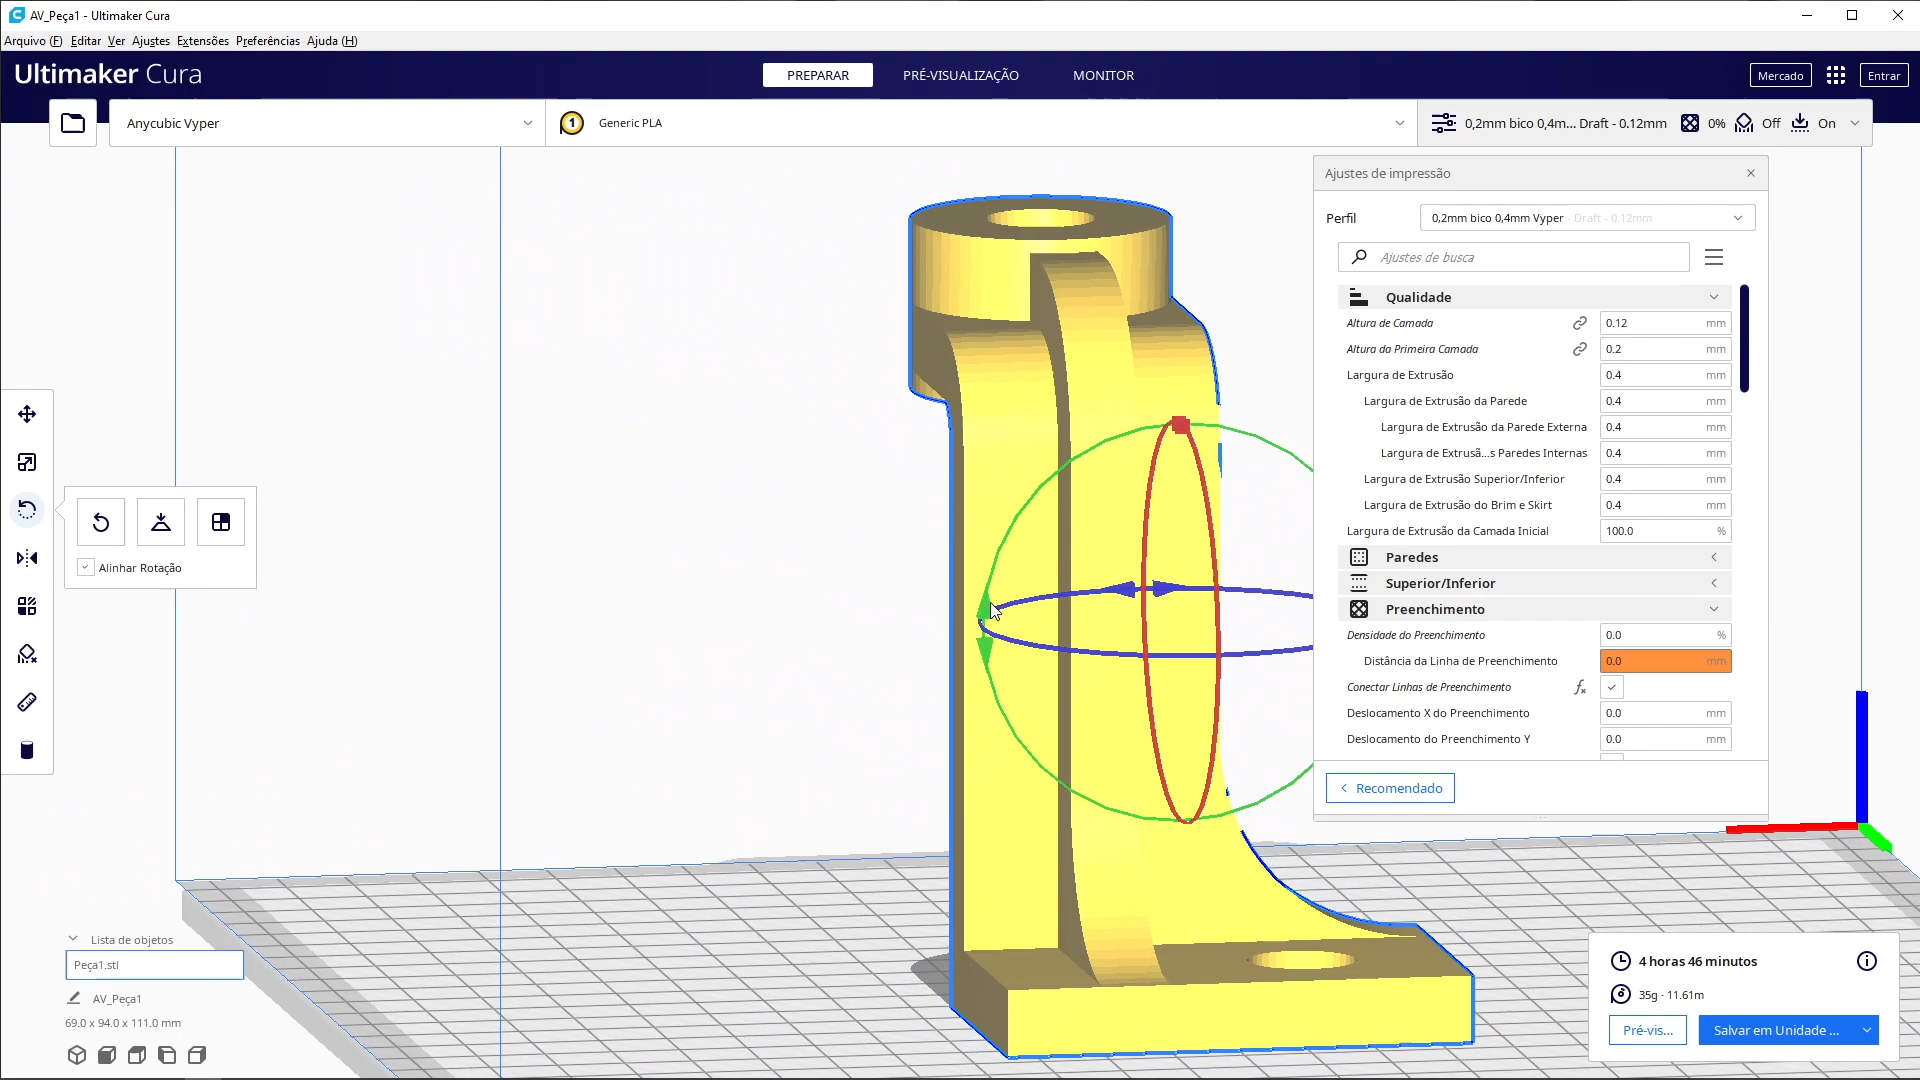 AV_Peça1 - Ultimaker Cura
Arquivo (F) Editar Ver Ajustes Extensões Preferências Ajuda (H)
Ultimaker Cura
PREPARAR PRÉ-VISUALIZAÇÃO MONITOR
Mercado Entrar
Anycubic Vyper
1 Generic PLA
0,2mm bico 0,4m... Draft - 0.12mm 0% Off On
Ajustes de impressão
Perfil 0,2mm bico 0,4mm Vyper - Draft - 0.12mm
Ajustes de busca
Qualidade
Altura de Camada 0.12 mm
Altura da Primeira Camada 0.2 mm
Largura de Extrusão 0.4 mm
Largura de Extrusão da Parede 0.4 mm
Largura de Extrusão da Parede Externa 0.4 mm
Largura de Extrusã...s Paredes Internas 0.4 mm
Largura de Extrusão Superior/Inferior 0.4 mm
Largura de Extrusão do Brim e Skirt 0.4 mm
Largura de Extrusão da Camada Inicial 100.0 %
Paredes
Superior/Inferior
Preenchimento
Densidade do Preenchimento 0.0 %
Distância da Linha de Preenchimento 0.0 mm
Conectar Linhas de Preenchimento
Deslocamento X do Preenchimento 0.0 mm
Deslocamento do Preenchimento Y 0.0 mm
Recomendado
Alinhar Rotação
Lista de objetos
Peça1.stl
AV_Peça1
69.0 x 94.0 x 111.0 mm
4 horas 46 minutos
35g · 11.61m
Pré-vis... Salvar em Unidade ...